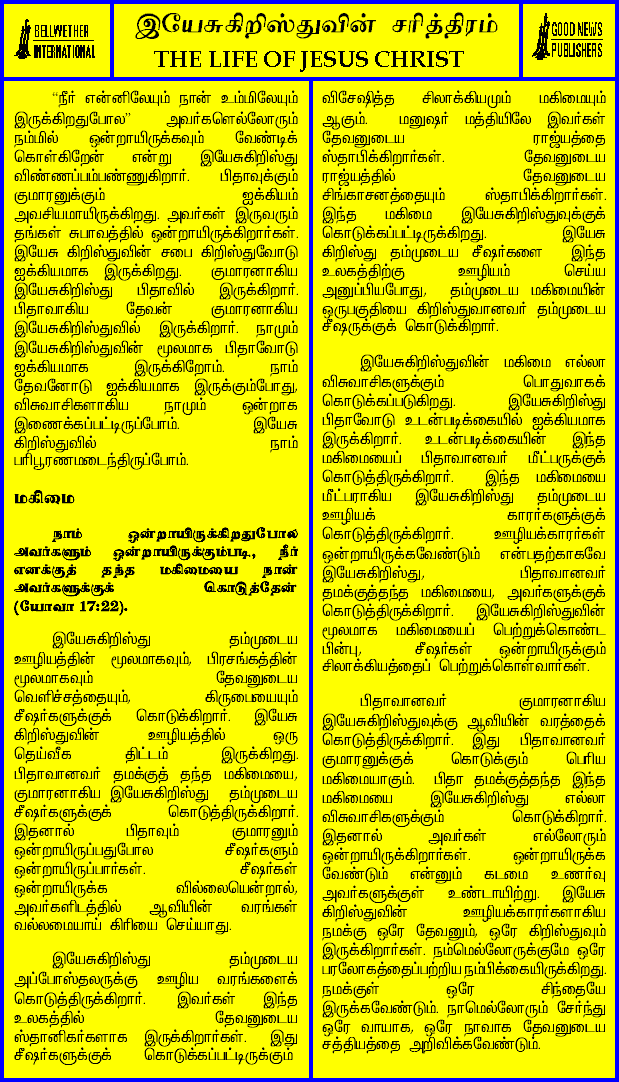 BELLWETHER
INTERNATIONAL
இயேசுகிறிஸ்துவின் சரித்திரம்
THE LIFE OF JESUS CHRIST
GOOD NEWS
PUBLISHERS
"நீர் என்னிலேயும் நான் உம்மிலேயும்
இருக்கிறதுபோல" அவர்களெல்லோரும்
நம்மில் ஒன்றாயிருக்கவும் வேண்டிக்
கொள்கிறேன் என்று இயேசுகிறிஸ்து
விண்ணப்பம்பண்ணுகிறார். பிதாவுக்கும்
குமாரனுக்கும் ஐக்கியம்
அவசியமாயிருக்கிறது. அவர்கள் இருவரும்
தங்கள் சுபாவத்தில் ஒன்றாயிருக்கிறார்கள்.
இயேசு கிறிஸ்துவின் சபை கிறிஸ்துவோடு
ஐக்கியமாக இருக்கிறது. குமாரனாகிய
இயேசுகிறிஸ்து பிதாவில் இருக்கிறார்.
பிதாவாகிய தேவன் குமாரனாகிய
இயேசுகிறிஸ்துவில் இருக்கிறார். நாமும்
இயேசுகிறிஸ்துவின் மூலமாக பிதாவோடு
ஐக்கியமாக இருக்கிறோம். நாம்
தேவனோடு ஐக்கியமாக இருக்கும்போது,
விசுவாசிகளாகிய நாமும் ஒன்றாக
இணைக்கப்பட்டிருப்போம். இயேசு
கிறிஸ்துவில் நாம்
பரிபூரணமடைந்திருப்போம்.
மகிமை
நாம் ஒன்றாயிருக்கிறதுபோல
அவர்களும் ஒன்றாயிருக்கும்படி, நீர்
எனக்குத் தந்த மகிமையை நான்
அவர்களுக்குக் கொடுத்தேன்
(யோவா 17:22).
இயேசுகிறிஸ்து தம்முடைய
ஊழியத்தின் மூலமாகவும், பிரசங்கத்தின்
மூலமாகவும் தேவனுடைய
வெளிச்சத்தையும், கிருபையையும்
சீஷர்களுக்குக் கொடுக்கிறார். இயேசு
கிறிஸ்துவின் ஊழியத்தில் ஒரு
தெய்வீக திட்டம் இருக்கிறது.
பிதாவானவர் தமக்குத் தந்த மகிமையை,
குமாரனாகிய இயேசுகிறிஸ்து தம்முடைய
சீஷர்களுக்குக் கொடுத்திருக்கிறார்.
இதனால் பிதாவும் குமாரனும்
ஒன்றாயிருப்பதுபோல சீஷர்களும்
ஒன்றாயிருப்பார்கள். சீஷர்கள்
ஒன்றாயிருக்க வில்லையென்றால்,
அவர்களிடத்தில் ஆவியின் வரங்கள்
வல்லமையாய் கிரியை செய்யாது.
இயேசுகிறிஸ்து தம்முடைய
அப்போஸ்தலருக்கு ஊழிய வரங்களைக்
கொடுத்திருக்கிறார். இவர்கள் இந்த
உலகத்தில் தேவனுடைய
ஸ்தானிகர்களாக இருக்கிறார்கள். இது
சீஷர்களுக்குக் கொடுக்கப்பட்டிருக்கும்
விசேஷித்த சிலாக்கியமும் மகிமையும்
ஆகும். மனுஷர் மத்தியிலே இவர்கள்
தேவனுடைய ராஜ்யத்தை
ஸ்தாபிக்கிறார்கள். தேவனுடைய
ராஜ்யத்தில் தேவனுடைய
சிங்காசனத்தையும் ஸ்தாபிக்கிறார்கள்.
இந்த மகிமை இயேசுகிறிஸ்துவுக்குக்
கொடுக்கப்பட்டிருக்கிறது. இயேசு
கிறிஸ்து தம்முடைய சீஷர்களை இந்த
உலகத்திற்கு ஊழியம் செய்ய
அனுப்பியபோது, தம்முடைய மகிமையின்
ஒருபகுதியை கிறிஸ்துவானவர் தம்முடைய
சீஷருக்குக் கொடுக்கிறார்.
இயேசுகிறிஸ்துவின் மகிமை எல்லா
விசுவாசிகளுக்கும் பொதுவாகக்
கொடுக்கப்படுகிறது. இயேசுகிறிஸ்து
பிதாவோடு உடன்படிக்கையில் ஐக்கியமாக
இருக்கிறார். உடன்படிக்கையின் இந்த
மகிமையைப் பிதாவானவர் மீட்பருக்குக்
கொடுத்திருக்கிறார். இந்த மகிமையை
மீட்பராகிய இயேசுகிறிஸ்து தம்முடைய
ஊழியக் காரர்களுக்குக்
கொடுத்திருக்கிறார். ஊழியக்காரர்கள்
ஒன்றாயிருக்கவேண்டும் என்பதற்காகவே
இயேசுகிறிஸ்து, பிதாவானவர்
தமக்குத்தந்த மகிமையை, அவர்களுக்குக்
கொடுத்திருக்கிறார். இயேசுகிறிஸ்துவின்
மூலமாக மகிமையைப் பெற்றுக்கொண்ட
பின்பு, சீஷர்கள் ஒன்றாயிருக்கும்
சிலாக்கியத்தைப் பெற்றுக்கொள்வார்கள்.
பிதாவானவர் குமாரனாகிய
இயேசுகிறிஸ்துவுக்கு ஆவியின் வரத்தைக்
கொடுத்திருக்கிறார். இது பிதாவானவர்
குமாரனுக்குக் கொடுக்கும் பெரிய
மகிமையாகும். பிதா தமக்குத்தந்த இந்த
மகிமையை இயேசுகிறிஸ்து எல்லா
விசுவாசிகளுக்கும் கொடுக்கிறார்.
இதனால் அவர்கள் எல்லோரும்
ஒன்றாயிருக்கிறார்கள். ஒன்றாயிருக்க
வேண்டும் என்னும் கடமை உணர்வு
அவர்களுக்குள் உண்டாயிற்று. இயேசு
கிறிஸ்துவின் ஊழியக்காரர்களாகிய
நமக்கு ஒரே தேவனும், ஒரே கிறிஸ்துவும்
இருக்கிறார்கள். நம்மெல்லோருக்குமே ஒரே
பரலோகத்தைப்பற்றிய நம்பிக்கையிருக்கிறது.
நமக்குள் ஒரே சிந்தையே
இருக்கவேண்டும். நாமெல்லோரும் சேர்ந்து
ஒரே வாயாக, ஒரே நாவாக தேவனுடைய
சத்தியத்தை அறிவிக்கவேண்டும்.